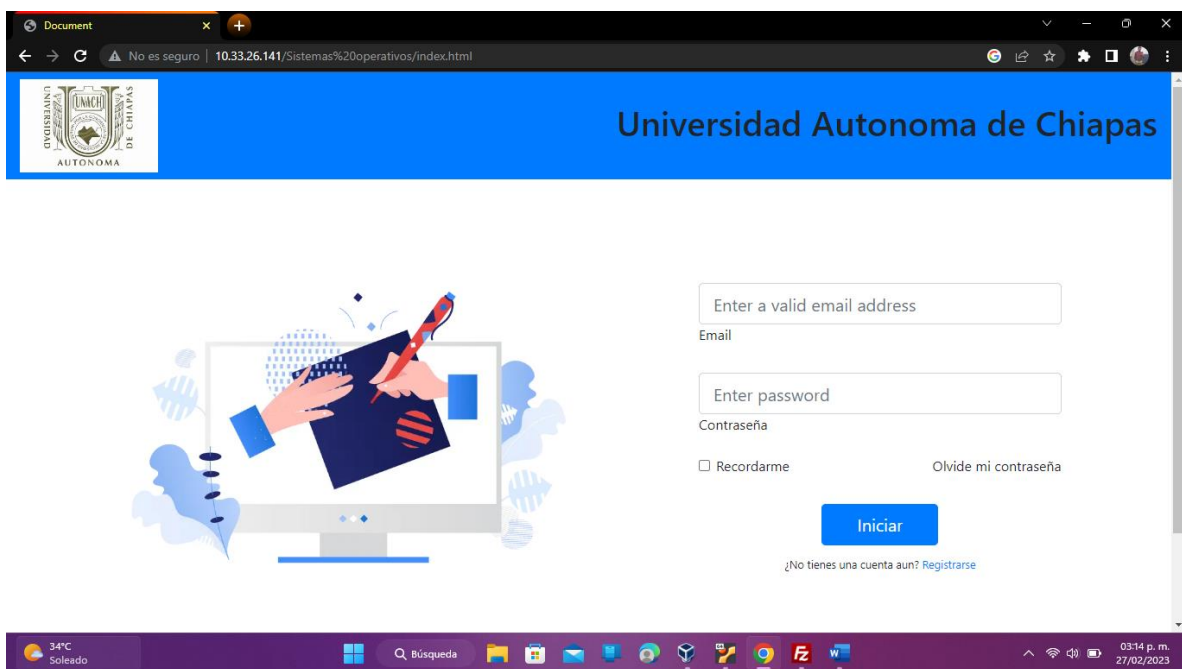 Document
No es seguro
10.33.26.141/Sistemas%20operativos/index.html
UNIVERSIDAD
UNACH
DE CHIAPAS
AUTONOMA
Universidad Autonoma de Chiapas
Enter a valid email address
Email
Enter password
Contraseña
Recordarme
Olvide mi contraseña
Iniciar
¿No tienes una cuenta aun? Registrarse
34°C
Soleado
Búsqueda
03:14 p. m.
27/02/2023